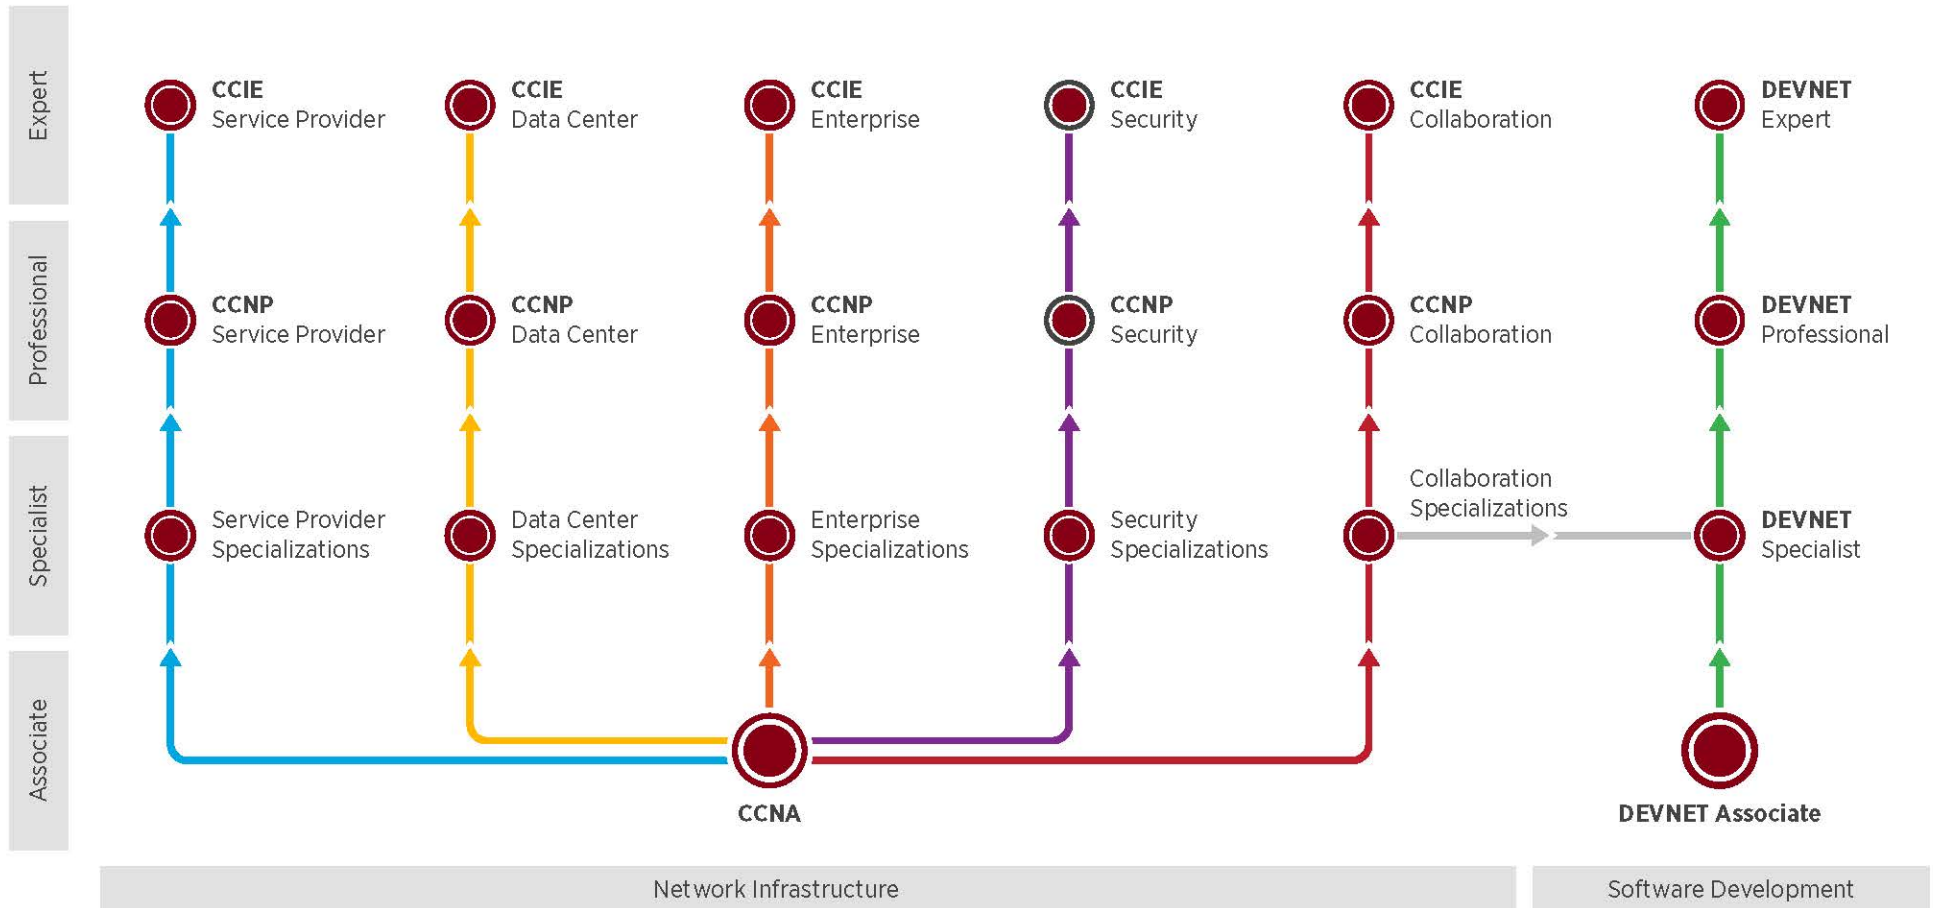 Expert
CCIE
Service Provider
CCIE
Data Center
CCIE
Enterprise
CCIE
Security
CCIE
Collaboration
DEVNET
Expert
Professional
CCNP
Service Provider
CCNP
Data Center
CCNP
Enterprise
CCNP
Security
CCNP
Collaboration
DEVNET
Professional
Specialist
Service Provider
Specializations
Data Center
Specializations
Enterprise
Specializations
Security
Specializations
Collaboration
Specializations
DEVNET
Specialist
Associate
CCNA
DEVNET Associate
Network Infrastructure
Software Development